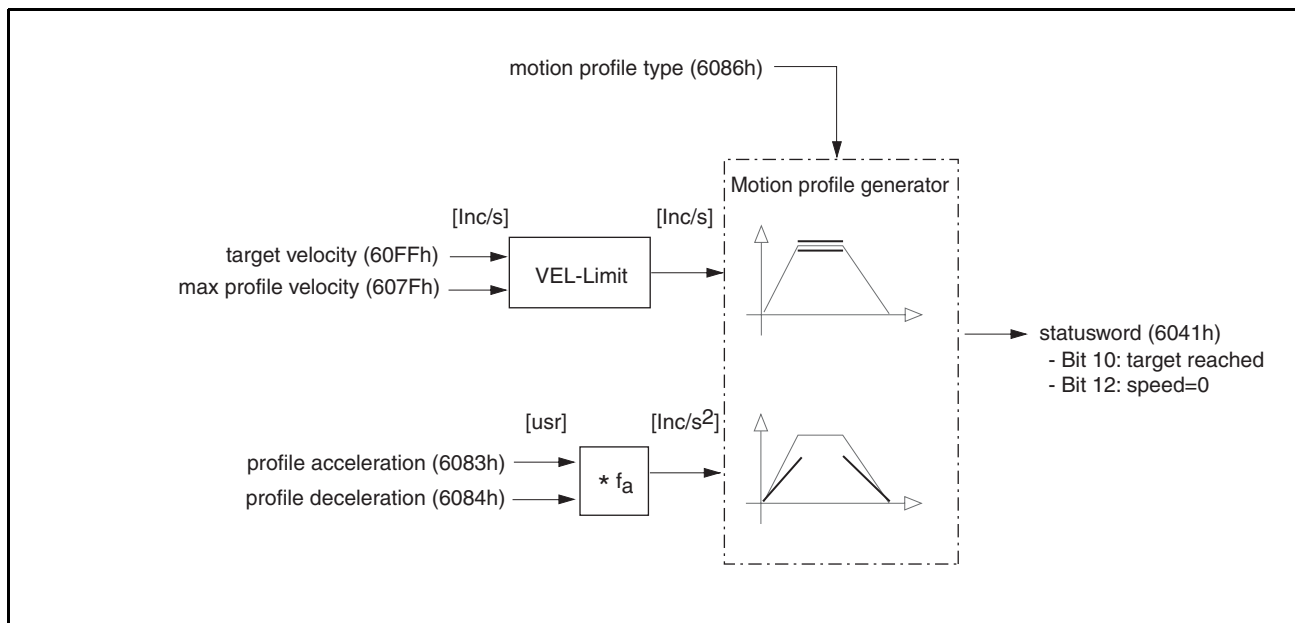 motion profile type (6086h)
Motion profile generator
[Inc/s]
[Inc/s]
target velocity (60FFh)
max profile velocity (607Fh)
VEL-Limit
statusword (6041h)
- Bit 10: target reached
- Bit 12: speed=0
[usr]
[Inc/s2]
profile acceleration (6083h)
profile deceleration (6084h)
* fa